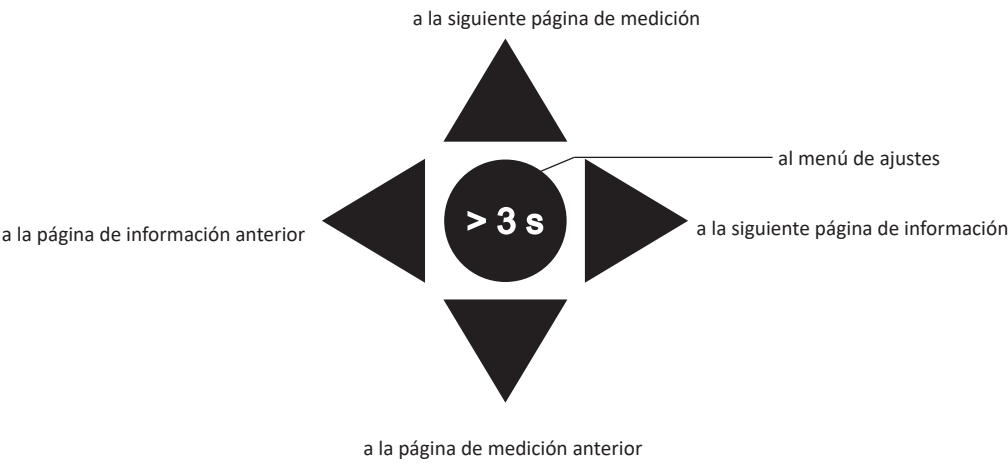 a la siguiente página de medición
al menú de ajustes
> 3 s
a la página de información anterior
a la siguiente página de información
a la página de medición anterior